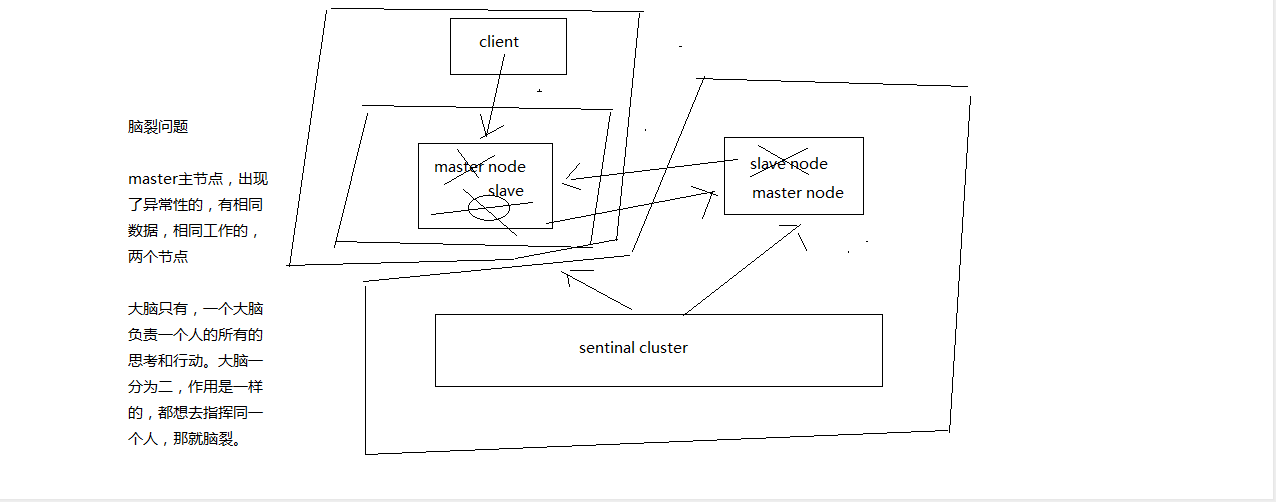 脑裂问题
master主节点，出现
了异常性的，有相同
数据，相同工作的，
两个节点
大脑只有，一个大脑
负责一个人的所有的
思考和行动。大脑一
分为二，作用是一样
的，都想去指挥同一
个人，那就脑裂。
client
master node
slave
slave node
master node
sentinal cluster